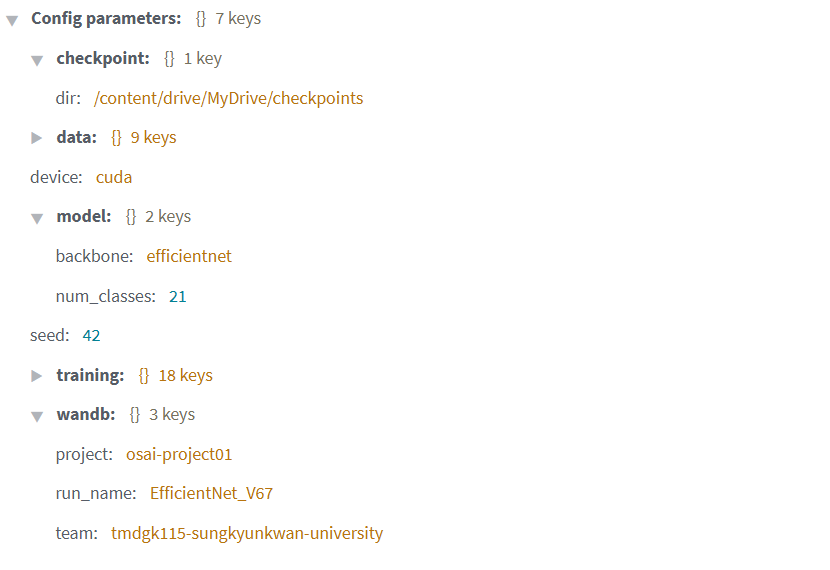 Config parameters: {} 7 keys
checkpoint: {} 1 key
dir: /content/drive/MyDrive/checkpoints
data: {} 9 keys
device: cuda
model: {} 2 keys
backbone: efficientnet
num_classes: 21
seed: 42
training: {} 18 keys
wandb: {} 3 keys
project: osai-project01
run_name: EfficientNet_V67
team: tmdgk115-sungkyunkwan-university